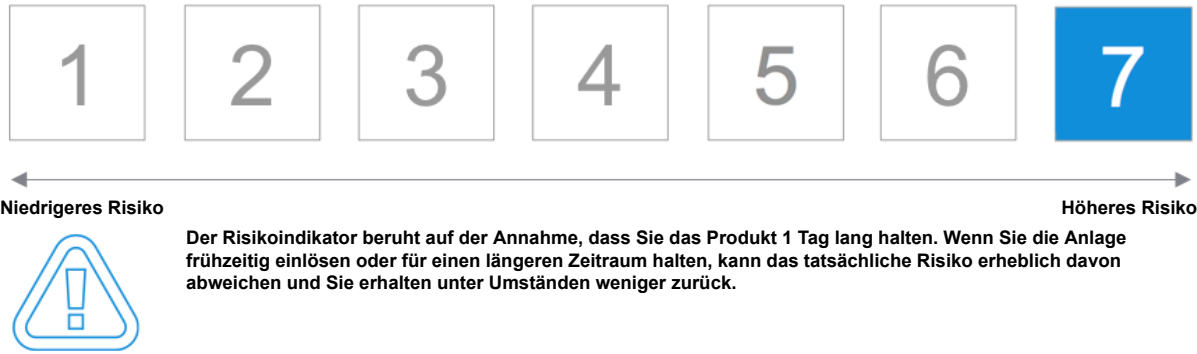 1 2 3 4 5 6 7
Niedrigeres Risiko Höheres Risiko
Der Risikoindikator beruht auf der Annahme, dass Sie das Produkt 1 Tag lang halten. Wenn Sie die Anlage
frühzeitig einlösen oder für einen längeren Zeitraum halten, kann das tatsächliche Risiko erheblich davon
abweichen und Sie erhalten unter Umständen weniger zurück.